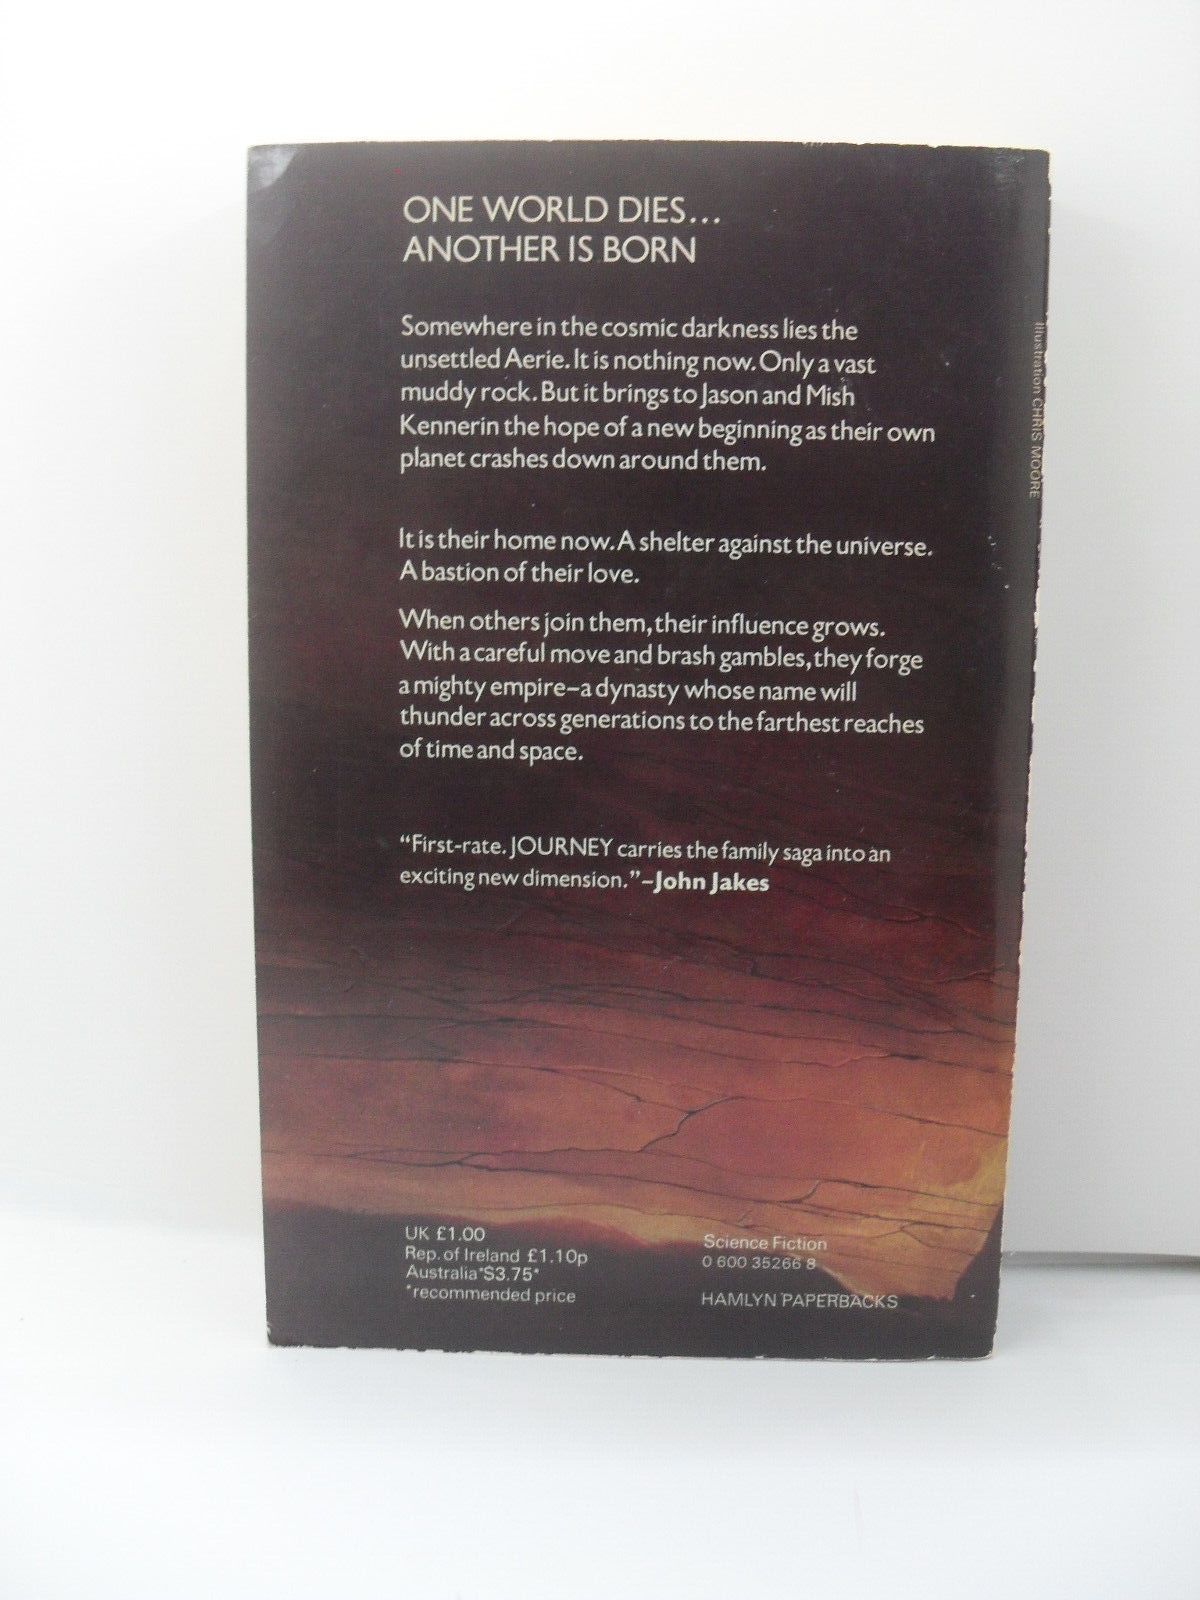 ONE WORLD DIES...
ANOTHER IS BORN
Somewhere in the cosmic darkness lies the
unsettled Aerie. It is nothing now. Only a vast
muddy rock. But it brings to Jason and Mish
Kennerin the hope of a new beginning as their own
planet crashes down around them.
It is their home now. A shelter against the universe.
A bastion of their love.
When others join them, their influence grows.
With a careful move and brash gambles, they forge
a mighty empire–a dynasty whose name will
thunder across generations to the farthest reaches
of time and space.
“First-rate. JOURNEY carries the family saga into an
exciting new dimension.”–John Jakes
UK £1.00
Rep. of Ireland £1.10p
Australia*$3.75*
*recommended price
Science Fiction
0 600 35266 8
HAMLYN PAPERBACKS
Illustration CHRIS MOORE